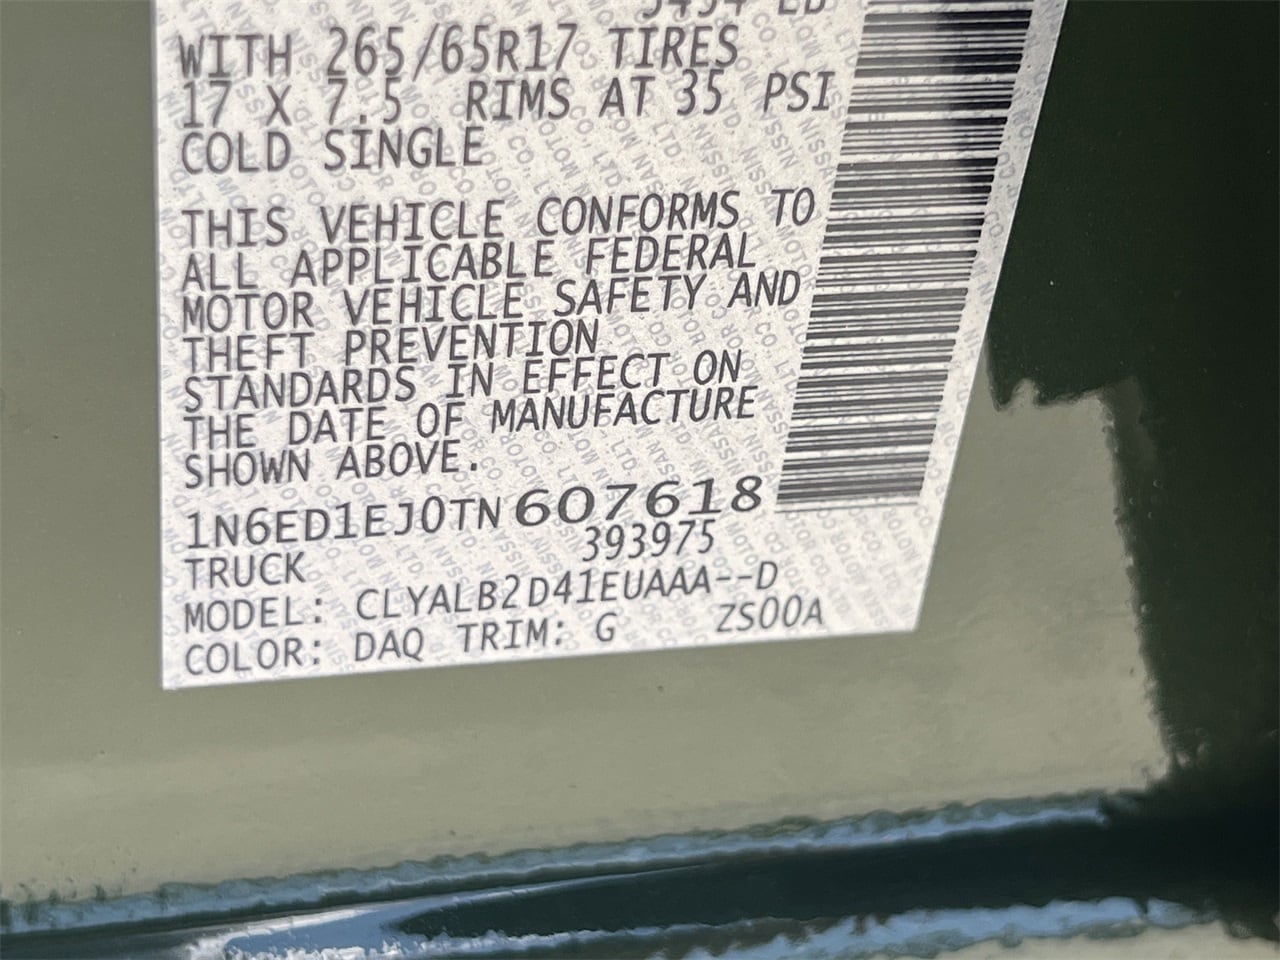 WITH 265/65R17 TIRES
17 X 7.5 RIMS AT 35 PSI
COLD SINGLE
THIS VEHICLE CONFORMS TO
ALL APPLICABLE FEDERAL
MOTOR VEHICLE SAFETY AND
THEFT PREVENTION
STANDARDS IN EFFECT ON
THE DATE OF MANUFACTURE
SHOWN ABOVE.
1N6ED1EJ0TN607618
393975
TRUCK
MODEL: CLYALB2D41EUAAA--D
COLOR: DAQ TRIM: G ZS00A